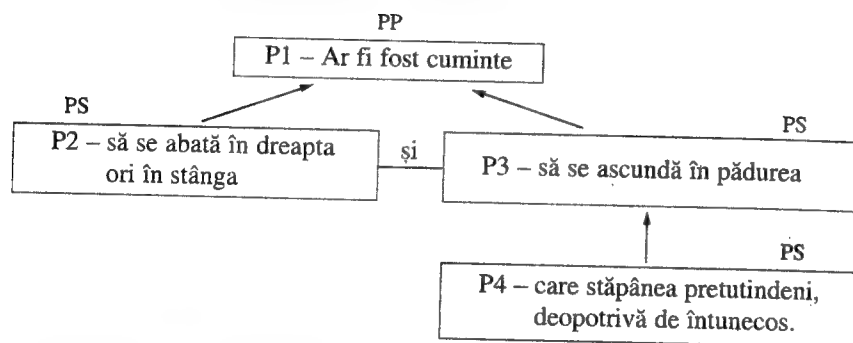 PP
P1 – Ar fi fost cuminte
PS
P2 – să se abată în dreapta
ori în stânga
și
PS
P3 – să se ascundă în pădurea
PS
P4 – care stăpânea pretutindeni,
deopotrivă de întunecos.